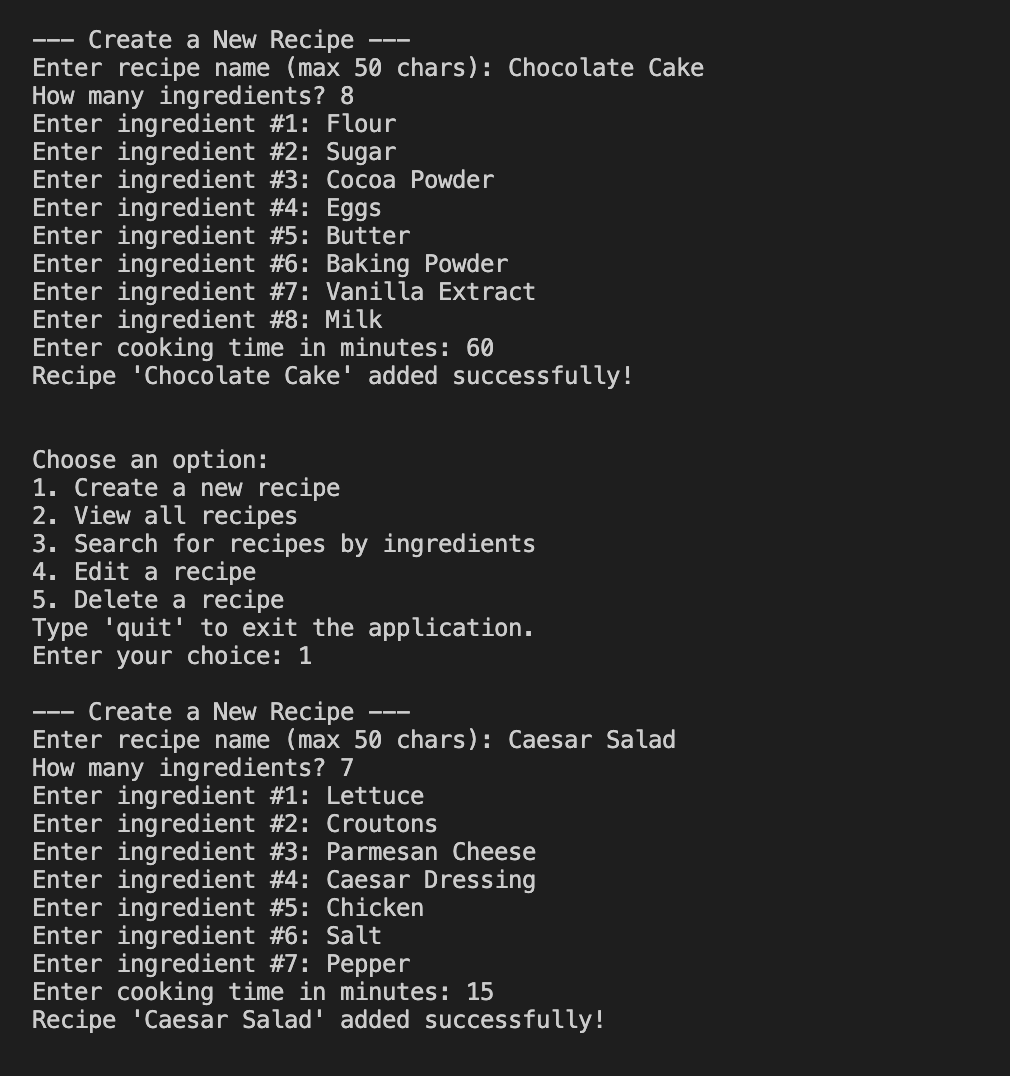 --- Create a New Recipe ---
Enter recipe name (max 50 chars): Chocolate Cake
How many ingredients? 8
Enter ingredient #1: Flour
Enter ingredient #2: Sugar
Enter ingredient #3: Cocoa Powder
Enter ingredient #4: Eggs
Enter ingredient #5: Butter
Enter ingredient #6: Baking Powder
Enter ingredient #7: Vanilla Extract
Enter ingredient #8: Milk
Enter cooking time in minutes: 60
Recipe 'Chocolate Cake' added successfully!
Choose an option:
1. Create a new recipe
2. View all recipes
3. Search for recipes by ingredients
4. Edit a recipe
5. Delete a recipe
Type 'quit' to exit the application.
Enter your choice: 1
--- Create a New Recipe ---
Enter recipe name (max 50 chars): Caesar Salad
How many ingredients? 7
Enter ingredient #1: Lettuce
Enter ingredient #2: Croutons
Enter ingredient #3: Parmesan Cheese
Enter ingredient #4: Caesar Dressing
Enter ingredient #5: Chicken
Enter ingredient #6: Salt
Enter ingredient #7: Pepper
Enter cooking time in minutes: 15
Recipe 'Caesar Salad' added successfully!